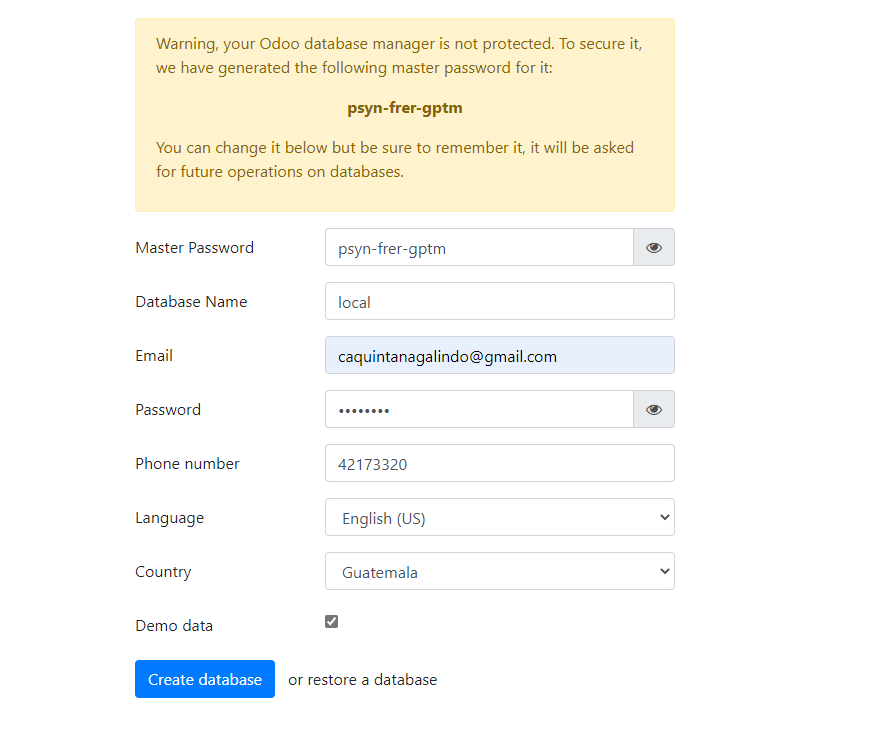 Warning, your Odoo database manager is not protected. To secure it,
we have generated the following master password for it:
psyn-frer-gptm
You can change it below but be sure to remember it, it will be asked
for future operations on databases.
Master Password psyn-frer-gptm
Database Name local
Email caquintanagalindo@gmail.com
Password ••••••••
Phone number 42173320
Language English (US)
Country Guatemala
Demo data
Create database or restore a database